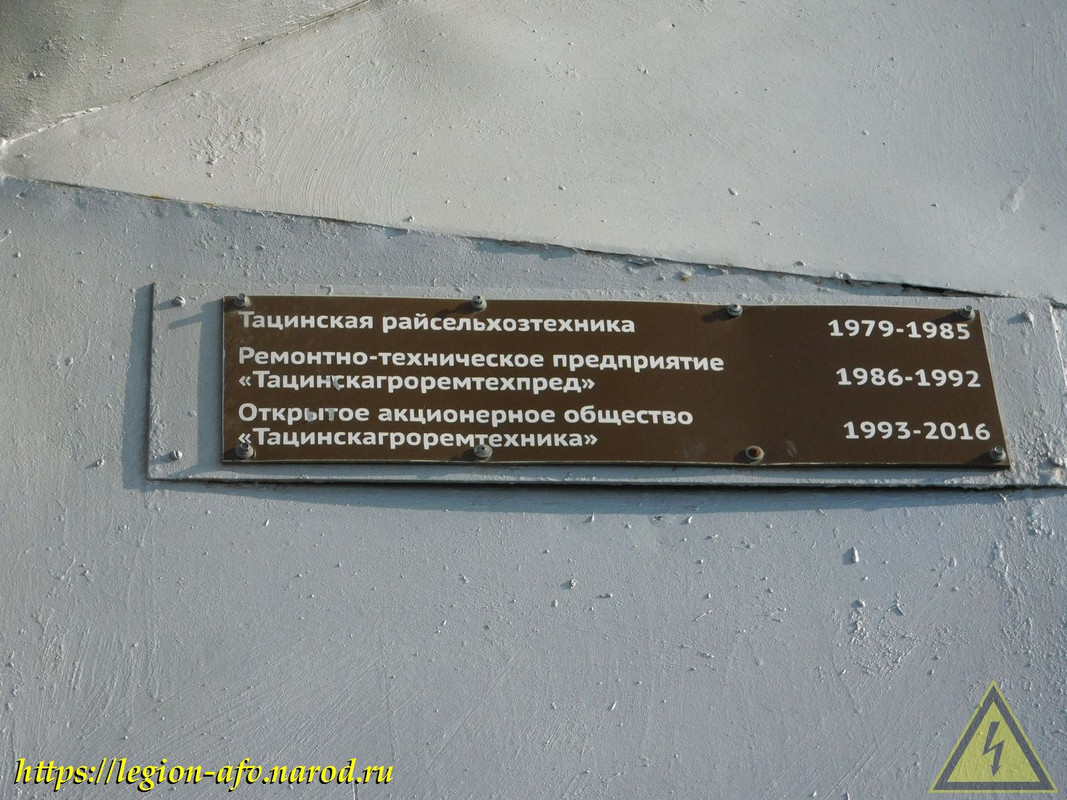 Тацинская райсельхозтехника 1979-1985
Ремонтно-техническое предприятие
«Тацинскагроремтехпред» 1986-1992
Открытое акционерное общество
«Тацинскагроремтехника» 1993-2016
https://legion-afv.narod.ru